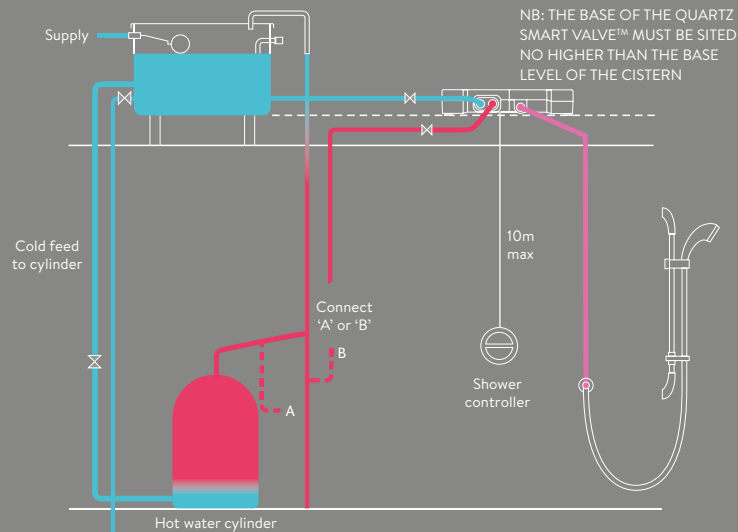 NB: THE BASE OF THE QUARTZ
SMART VALVE™ MUST BE SITED
NO HIGHER THAN THE BASE
LEVEL OF THE CISTERN
Supply
Cold feed
to cylinder
10m
max
Connect
‘A’ or ‘B’
B
A
Shower
controller
Hot water cylinder